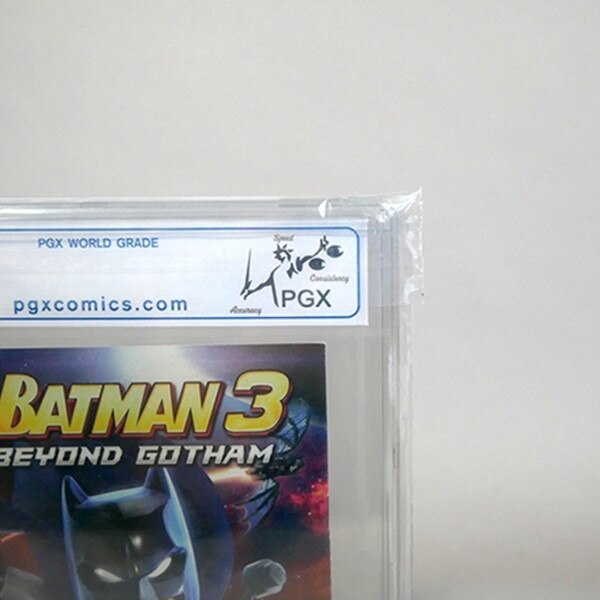 PGX WORLD GRADE
Speed
Consistency
pgxcomics.com
PGX
Accuracy
BATMAN 3
BEYOND GOTHAM